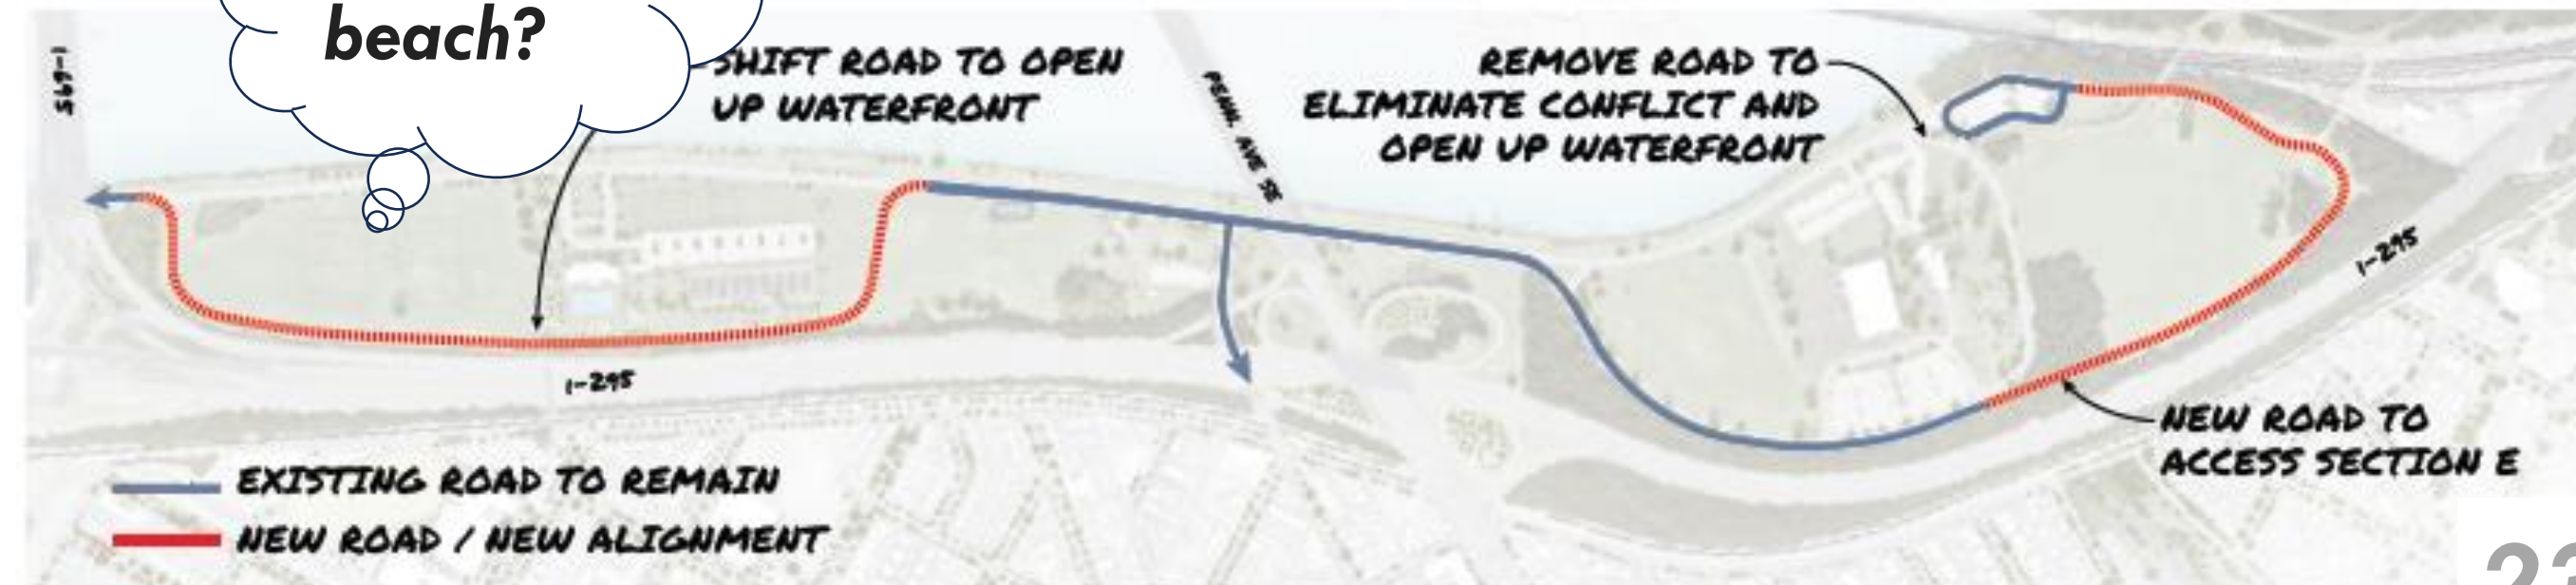 beach?
I-695
SHIFT ROAD TO OPEN
UP WATERFRONT
PENN. AVE SE
REMOVE ROAD TO
ELIMINATE CONFLICT AND
OPEN UP WATERFRONT
I-295
I-295
NEW ROAD TO
ACCESS SECTION E
EXISTING ROAD TO REMAIN
NEW ROAD / NEW ALIGNMENT